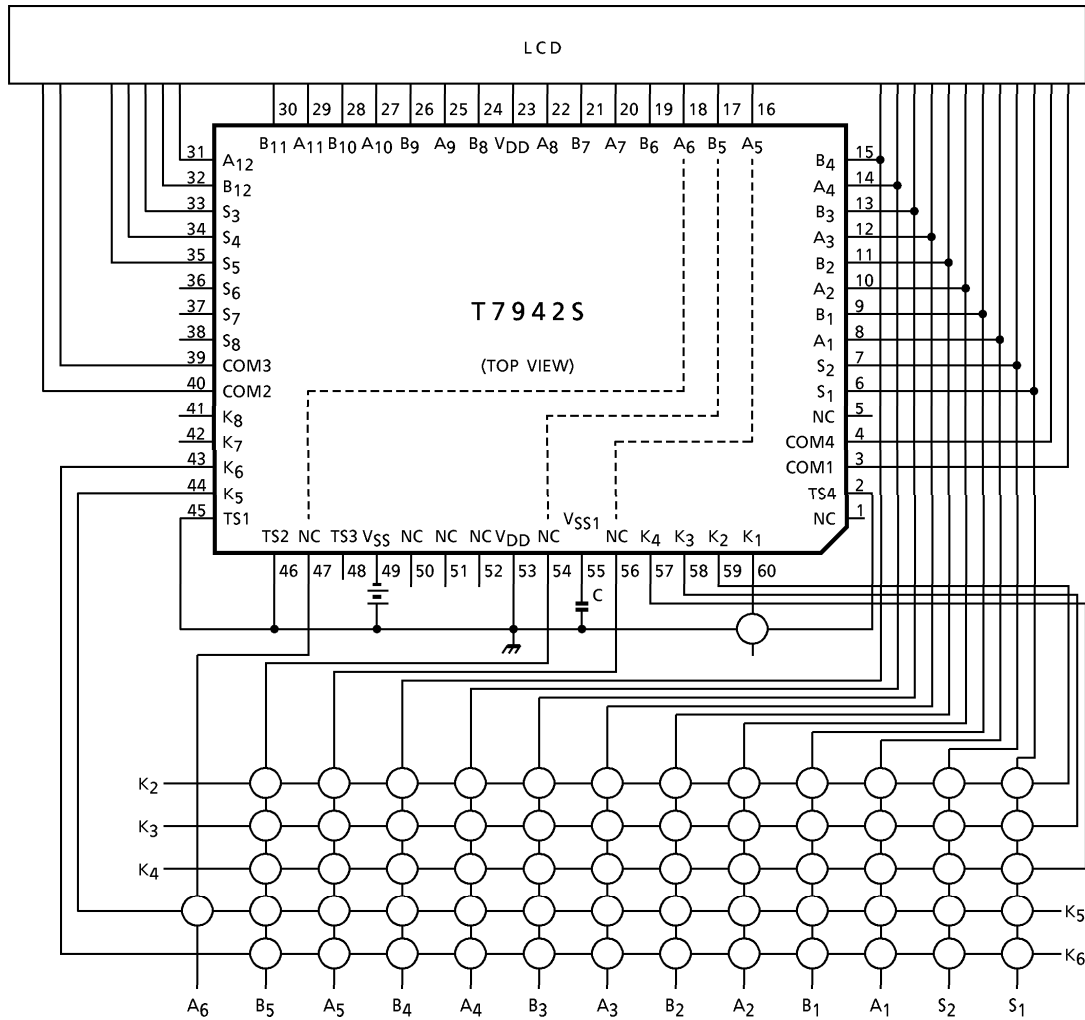 LCD
30 29 28 27 26 25 24 23 22 21 20 19 18 17 16
B11 A11 B10 A10 B9 A9 B8 VDD A8 B7 A7 B6 A6 B5 A5
31 A12 B4 15
32 B12 A4 14
33 S3 B3 13
34 S4 A3 12
35 S5 B2 11
36 S6 A2 10
37 S7 T7942S B1 9
38 S8 A1 8
39 COM3 (TOP VIEW) S2 7
40 COM2 S1 6
41 K8 NC 5
42 K7 COM4 4
43 K6 COM1 3
44 K5 TS4 2
45 TS1 NC 1
TS2 NC TS3 VSS NC NC NC VDD NC VSS1 NC K4 K3 K2 K1
46 47 48 49 50 51 52 53 54 55 56 57 58 59 60
C
K2
K3
K4
K5
K6
A6 B5 A5 B4 A4 B3 A3 B2 A2 B1 A1 S2 S1